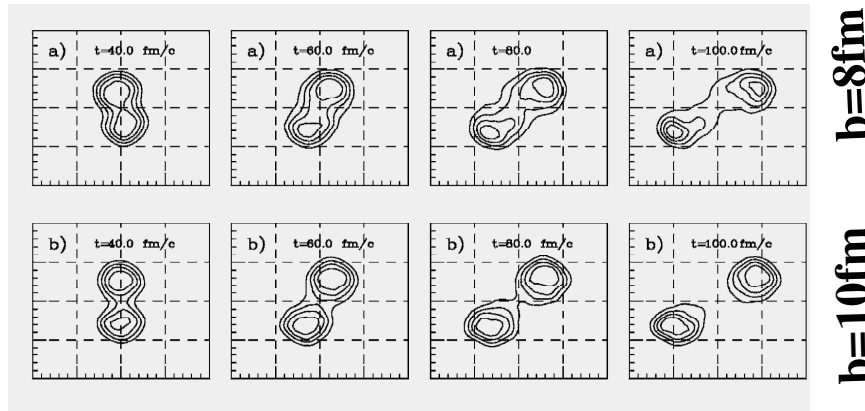 a) t=40.0 fm/c
a) t=60.0 fm/c
a) t=80.0
a) t=100.0 fm/c
b=8fm
b) t=40.0 fm/c
b) t=60.0 fm/c
b) t=80.0 fm/c
b) t=100.0 fm/c
b=10fm